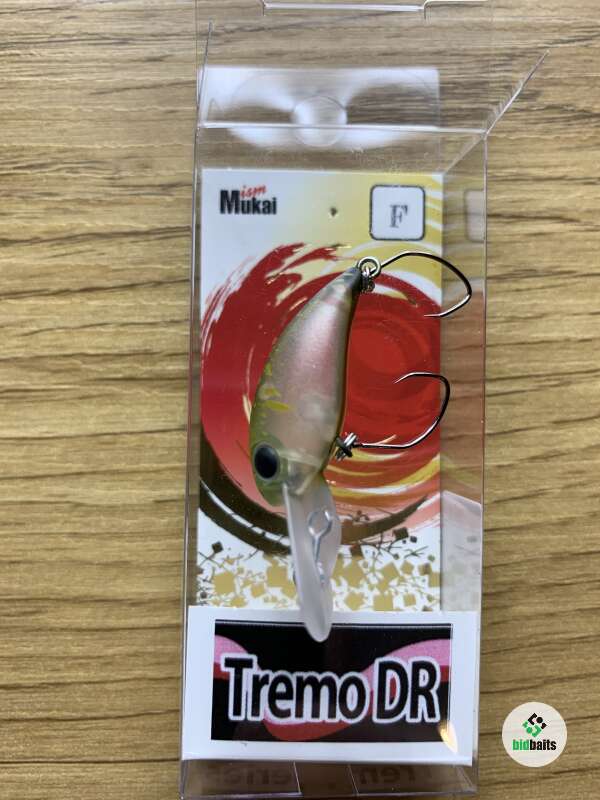 ism
Mukai
F
Tremo DR
bidbaits